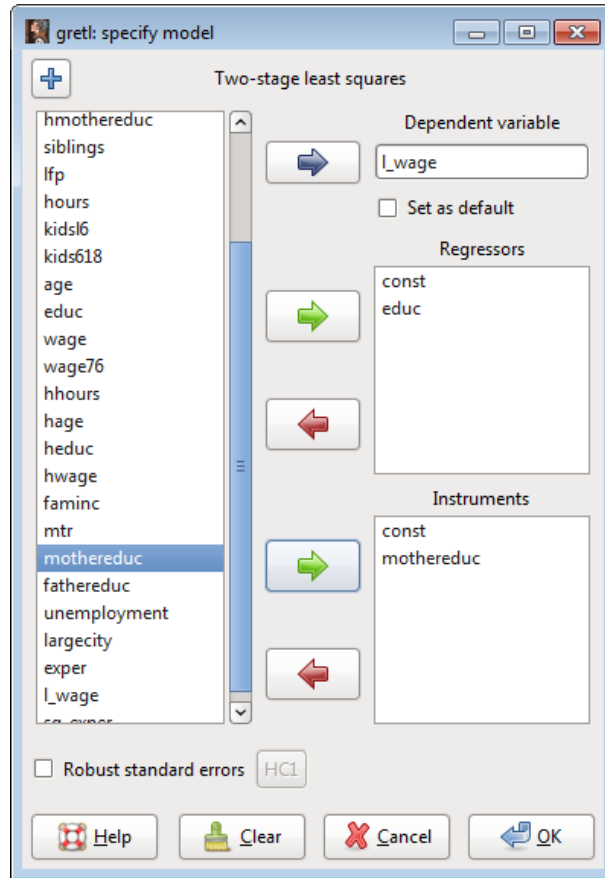 gretl: specify model
Two-stage least squares
hmothereduc
siblings
lfp
hours
kidsl6
kids618
age
educ
wage
wage76
hhours
hage
heduc
hwage
faminc
mtr
mothereduc
fathereduc
unemployment
largecity
exper
l_wage
sq_exper
Dependent variable
l_wage
Set as default
Regressors
const
educ
Instruments
const
mothereduc
Robust standard errors
HC1
Help
Clear
Cancel
OK